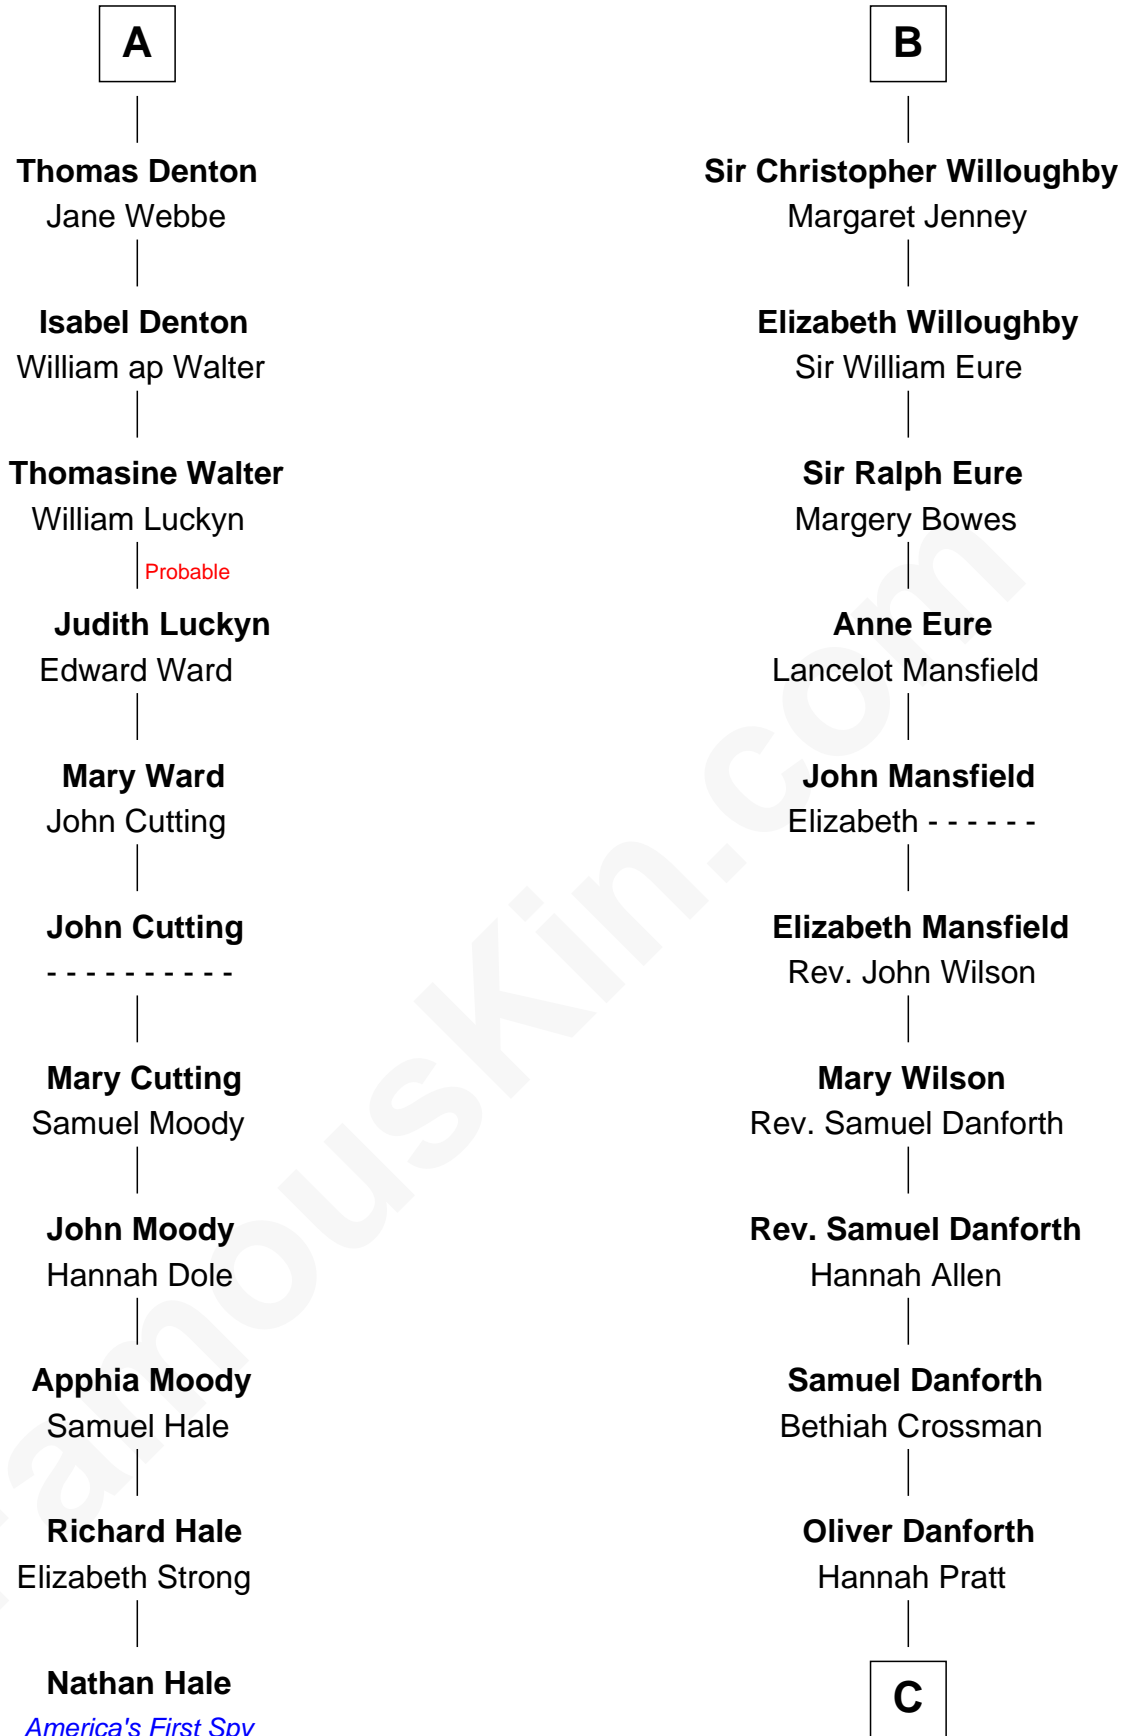 A
Thomas Denton
Jane Webbe
Isabel Denton
William ap Walter
Thomasine Walter
William Luckyn
Probable
Judith Luckyn
Edward Ward
Mary Ward
John Cutting
John Cutting
- - - - - - - - - -
Mary Cutting
Samuel Moody
John Moody
Hannah Dole
Apphia Moody
Samuel Hale
Richard Hale
Elizabeth Strong
Nathan Hale
America's First Spy
B
Sir Christopher Willoughby
Margaret Jenney
Elizabeth Willoughby
Sir William Eure
Sir Ralph Eure
Margery Bowes
Anne Eure
Lancelot Mansfield
John Mansfield
Elizabeth - - - - - -
Elizabeth Mansfield
Rev. John Wilson
Mary Wilson
Rev. Samuel Danforth
Rev. Samuel Danforth
Hannah Allen
Samuel Danforth
Bethiah Crossman
Oliver Danforth
Hannah Pratt
C
FamousKin.com